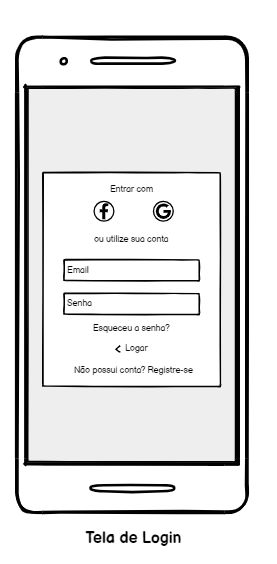 Entrar com
f G
ou utilize sua conta
Email
Senha
Esqueceu a senha?
Logar
Não possui conta? Registre-se
Tela de Login